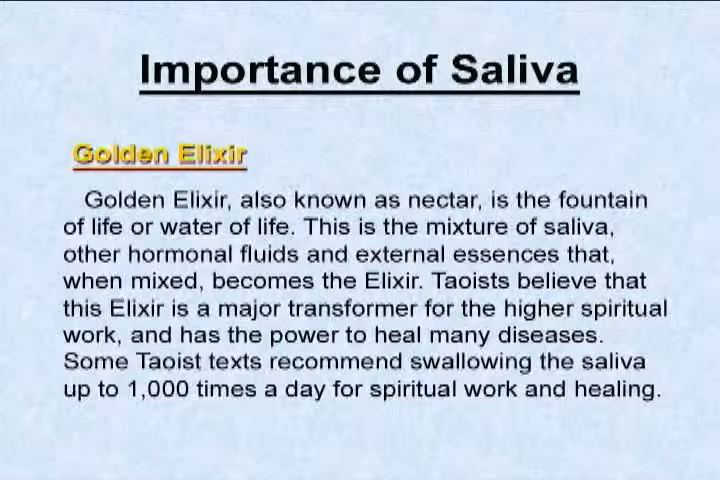 Importance of Saliva
Golden Elixir
Golden Elixir, also known as nectar, is the fountain
of life or water of life. This is the mixture of saliva,
other hormonal fluids and external essences that,
when mixed, becomes the Elixir. Taoists believe that
this Elixir is a major transformer for the higher spiritual
work, and has the power to heal many diseases.
Some Taoist texts recommend swallowing the saliva
up to 1,000 times a day for spiritual work and healing.